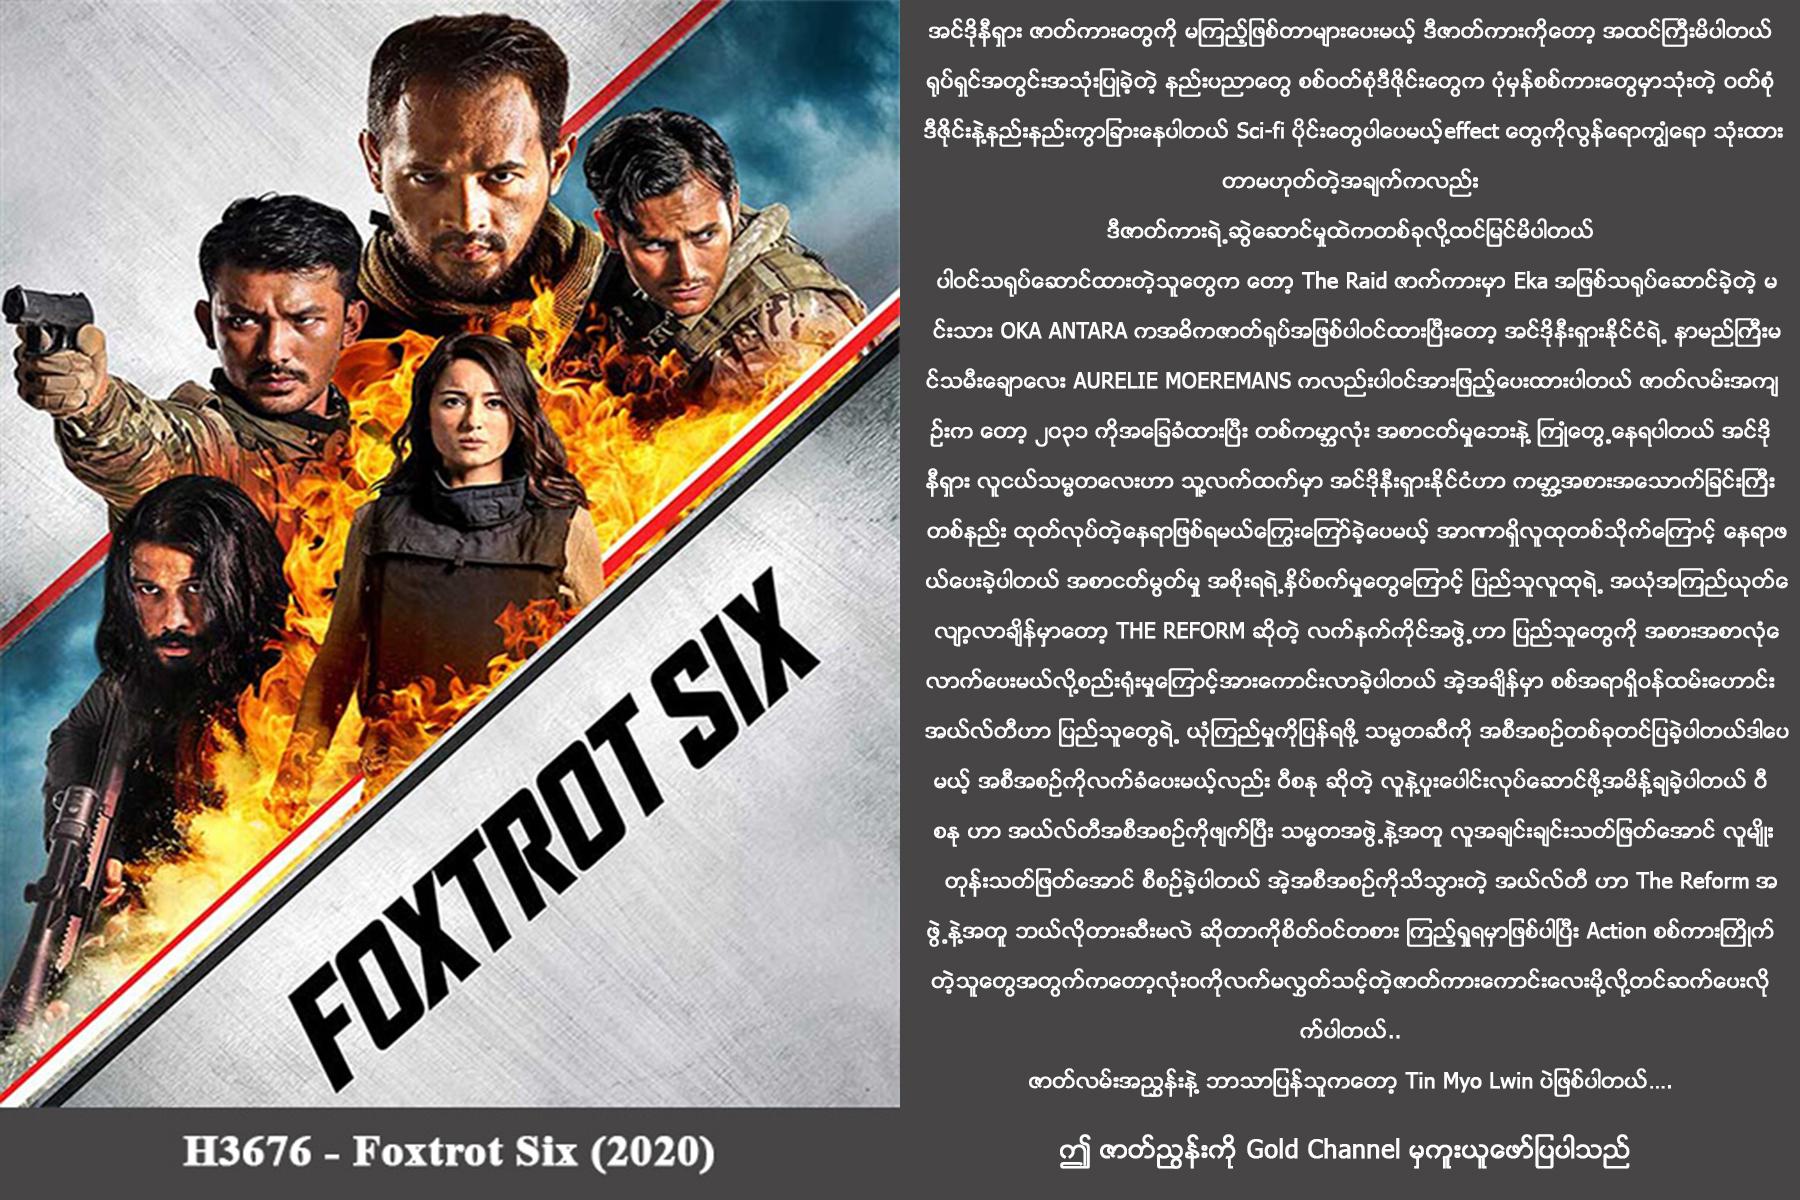 FOXTROT SIX
H3676 - Foxtrot Six (2020)
အင်ဒိုနီရှား ဇာတ်ကားတွေကို မကြည့်ဖြစ်တာများပေးမယ့် ဒီဇာတ်ကားကိုတော့ အထင်ကြီးမိပါတယ်
ရုပ်ရှင်အတွင်းအသုံးပြုခဲ့တဲ့ နည်းပညာတွေ စစ်ဝတ်စုံဒီဇိုင်းတွေက ပုံမှန်စစ်ကားတွေမှာသုံးတဲ့ ဝတ်စုံ
ဒီဇိုင်းနဲ့နည်းနည်းကွာခြားနေပါတယ် Sci-fi ပိုင်းတွေပါပေမယ့်effect တွေကိုလွန်ရောကျွံရော သုံးထား
တာမဟုတ်တဲ့အချက်ကလည်း
ဒီဇာတ်ကားရဲ့ဆွဲဆောင်မှုထဲကတစ်ခုလို့ထင်မြင်မိပါတယ်
ပါဝင်သရုပ်ဆောင်ထားတဲ့သူတွေက တော့ The Raid ဇာက်ကားမှာ Eka အဖြစ်သရုပ်ဆောင်ခဲ့တဲ့ မ
င်းသား OKA ANTARA ကအဓိကဇာတ်ရုပ်အဖြစ်ပါဝင်ထားပြီးတော့ အင်ဒိုနီးရှားနိုင်ငံရဲ့ နာမည်ကြီးမ
င်သမီးချောလေး AURELIE MOEREMANS ကလည်းပါဝင်အားဖြည့်ပေးထားပါတယ် ဇာတ်လမ်းအကျ
ဉ်းက တော့ ၂၀၃၁ ကိုအခြေခံထားပြီး တစ်ကမ္ဘာလုံး အစာငတ်မှုဘေးနဲ့ ကြုံတွေ့နေရပါတယ် အင်ဒို
နီရှား လူငယ်သမ္မတလေးဟာ သူ့လက်ထက်မှာ အင်ဒိုနီးရှားနိုင်ငံဟာ ကမ္ဘာ့အစားအသောက်ခြင်းကြီး
တစ်နည်း ထုတ်လုပ်တဲ့နေရာဖြစ်ရမယ်ကြွေးကြော်ခဲ့ပေမယ့် အာဏာရှိလူထုတစ်သိုက်ကြောင့် နေရာဖ
ယ်ပေးခဲ့ပါတယ် အစာငတ်မွတ်မှု အစိုးရရဲ့နှိပ်စက်မှုတွေကြောင့် ပြည်သူလူထုရဲ့ အယုံအကြည်ယုတ်ေ
လျာ့လာချိန်မှာတော့ THE REFORM ဆိုတဲ့ လက်နက်ကိုင်အဖွဲ့ဟာ ပြည်သူတွေကို အစားအစာလုံေ
လာက်ပေးမယ်လို့စည်းရုံးမှုကြောင့်အားကောင်းလာခဲ့ပါတယ် အဲ့အချိန်မှာ စစ်အရာရှိဝန်ထမ်းဟောင်း
အယ်လ်တီဟာ ပြည်သူတွေရဲ့ ယုံကြည်မှုကိုပြန်ရဖို့ သမ္မတဆီကို အစီအစဉ်တစ်ခုတင်ပြခဲ့ပါတယ်ဒါပေ
မယ့် အစီအစဉ်ကိုလက်ခံပေးမယ့်လည်း ဝီစနု ဆိုတဲ့ လူနဲ့ပူးပေါင်းလုပ်ဆောင်ဖို့အမိန့်ချခဲ့ပါတယ် ဝီ
စနု ဟာ အယ်လ်တီအစီအစဉ်ကိုဖျက်ပြီး သမ္မတအဖွဲ့နဲ့အတူ လူအချင်းချင်းသတ်ဖြတ်အောင် လူမျိုး
တုန်းသတ်ဖြတ်အောင် စီစဉ်ခဲ့ပါတယ် အဲ့အစီအစဉ်ကိုသိသွားတဲ့ အယ်လ်တီ ဟာ The Reform အ
ဖွဲ့နဲ့အတူ ဘယ်လိုတားဆီးမလဲ ဆိုတာကိုစိတ်ဝင်တစား ကြည့်ရှုရမှာဖြစ်ပါပြီး Action စစ်ကားကြိုက်
တဲ့သူတွေအတွက်ကတော့လုံးဝကိုလက်မလွှတ်သင့်တဲ့ဇာတ်ကားကောင်းလေးမို့လို့တင်ဆက်ပေးလို
က်ပါတယ်..
ဇာတ်လမ်းအညွှန်းနဲ့ ဘာသာပြန်သူကတော့ Tin Myo Lwin ပဲဖြစ်ပါတယ်....
ဤ ဇာတ်ညွှန်းကို Gold Channel မှကူးယူဖော်ပြပါသည်